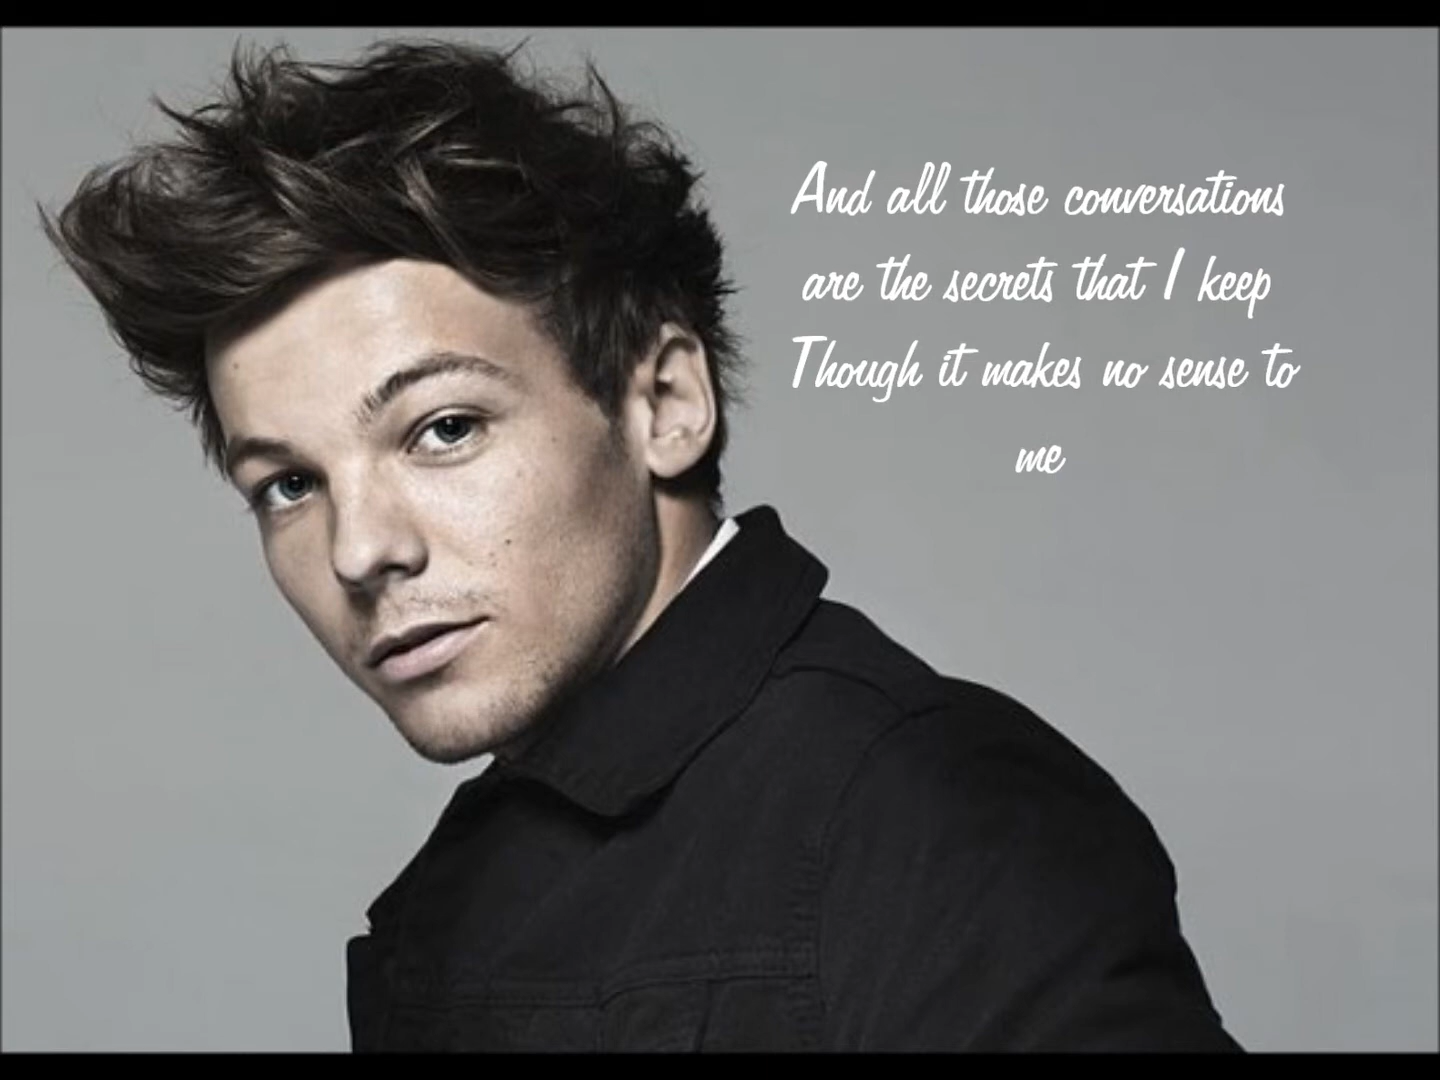 And all those conversations
are the secrets that I keep
Though it makes no sense to
me